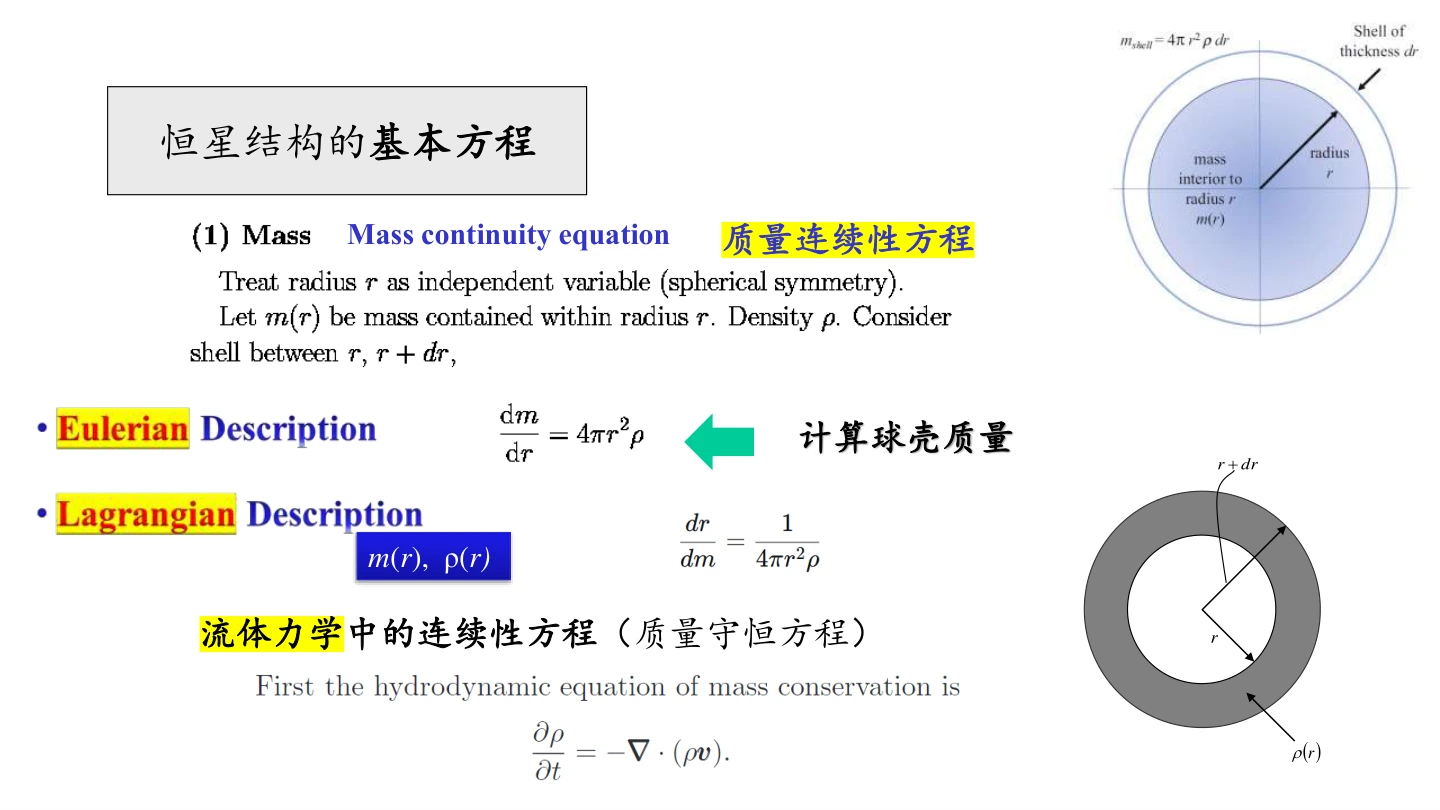 恒星结构的基本方程
(1) Mass Mass continuity equation 质量连续性方程
Treat radius r as independent variable (spherical symmetry).
Let m(r) be mass contained within radius r. Density ρ. Consider
shell between r, r + dr,
• Eulerian Description
dm/dr = 4πr²ρ
计算球壳质量
• Lagrangian Description
m(r), ρ(r)
dr/dm = 1/4πr²ρ
流体力学中的连续性方程（质量守恒方程）
First the hydrodynamic equation of mass conservation is
∂ρ/∂t = −∇ · (ρv).
m_shell = 4π r² ρ dr
Shell of
thickness dr
mass
interior to
radius r
m(r)
radius
r
r + dr
r
ρ(r)